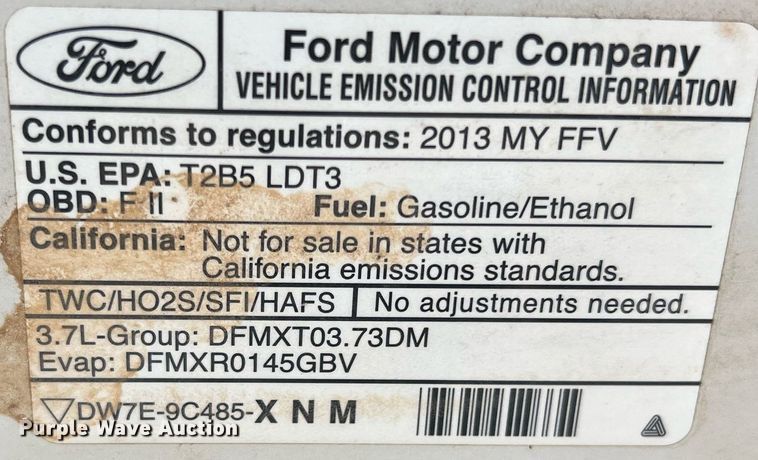 Ford
Ford Motor Company
VEHICLE EMISSION CONTROL INFORMATION
Conforms to regulations: 2013 MY FFV
U.S. EPA: T2B5 LDT3
OBD: F II Fuel: Gasoline/Ethanol
California: Not for sale in states with
California emissions standards.
TWC/HO2S/SFI/HAFS No adjustments needed.
3.7L-Group: DFMXT03.73DM
Evap: DFMXR0145GBV
DW7E-9C485-X N M
Purple Wave Auction